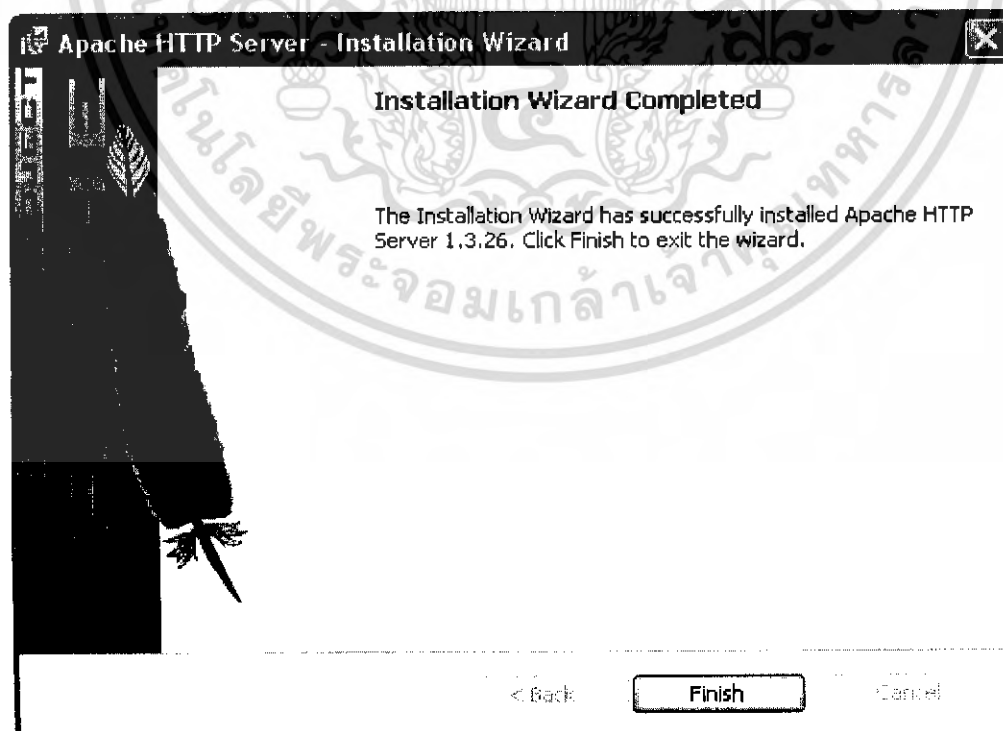 Apache HTTP Server - Installation Wizard
Installation Wizard Completed
The Installation Wizard has successfully installed Apache HTTP
Server 1.3.26. Click Finish to exit the wizard.
< Back
Finish
Cancel